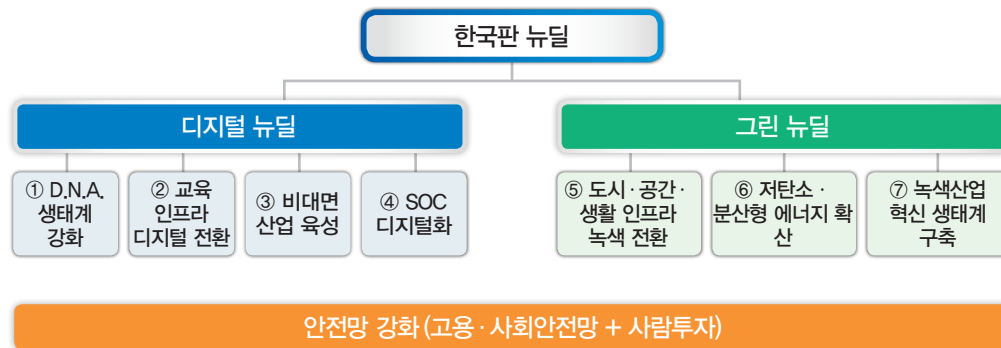 한국판 뉴딜
디지털 뉴딜
그린 뉴딜
① D.N.A.
생태계
강화
② 교육
인프라
디지털 전환
③ 비대면
산업 육성
④ SOC
디지털화
⑤ 도시·공간·
생활 인프라
녹색 전환
⑥ 저탄소·
분산형 에너지 확
산
⑦ 녹색산업
혁신 생태계
구축
안전망 강화(고용·사회안전망 + 사람투자)